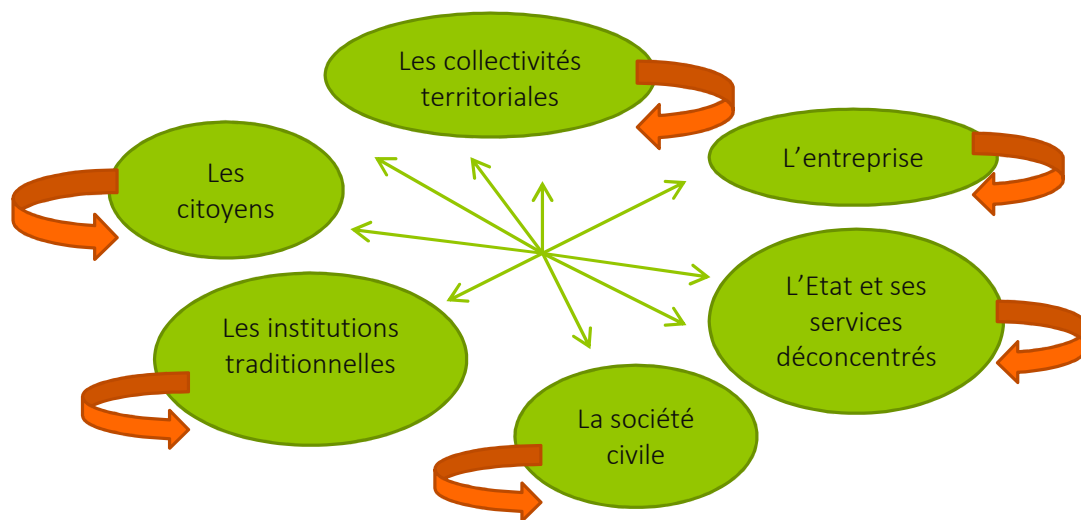 Les collectivités
territoriales
L'entreprise
Les
citoyens
L'Etat et ses
services
déconcentrés
Les institutions
traditionnelles
La société
civile